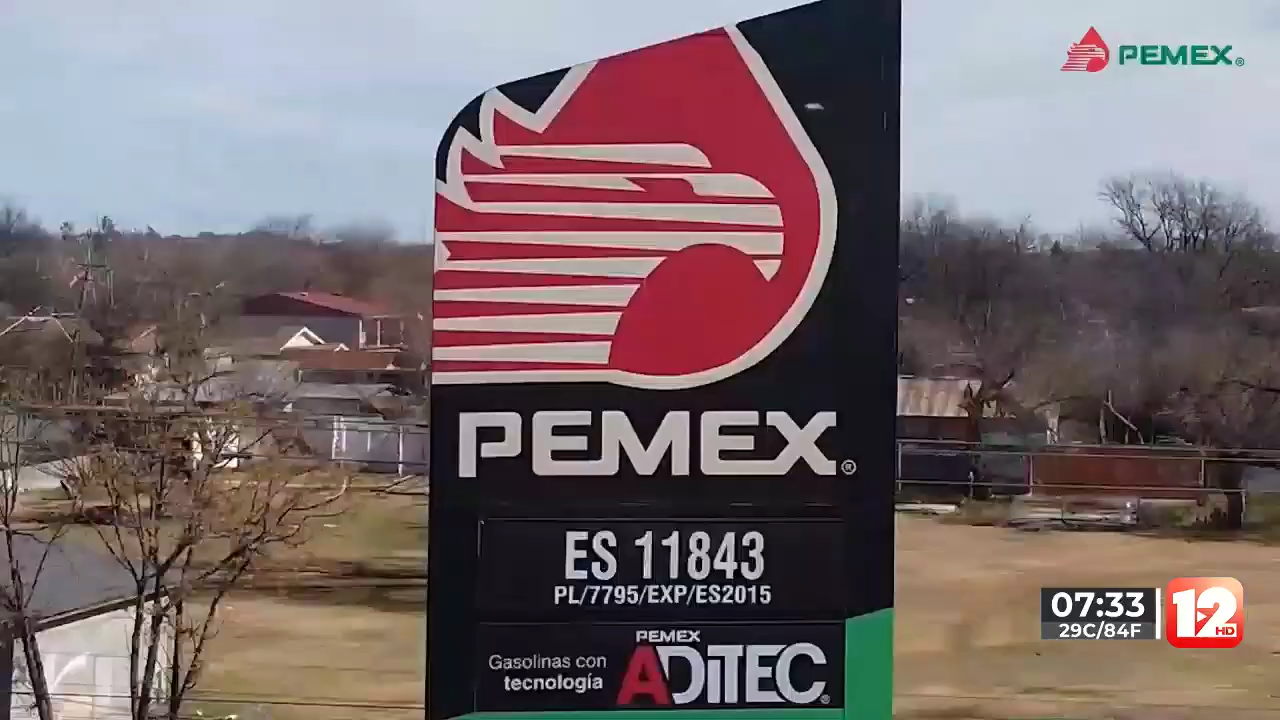 PEMEX®
PEMEX®
ES 11843
PL/7795/EXP/ES2015
PEMEX
Gasolinas con
tecnología
ADiTEC®
07:33
29C/84F
12
HD